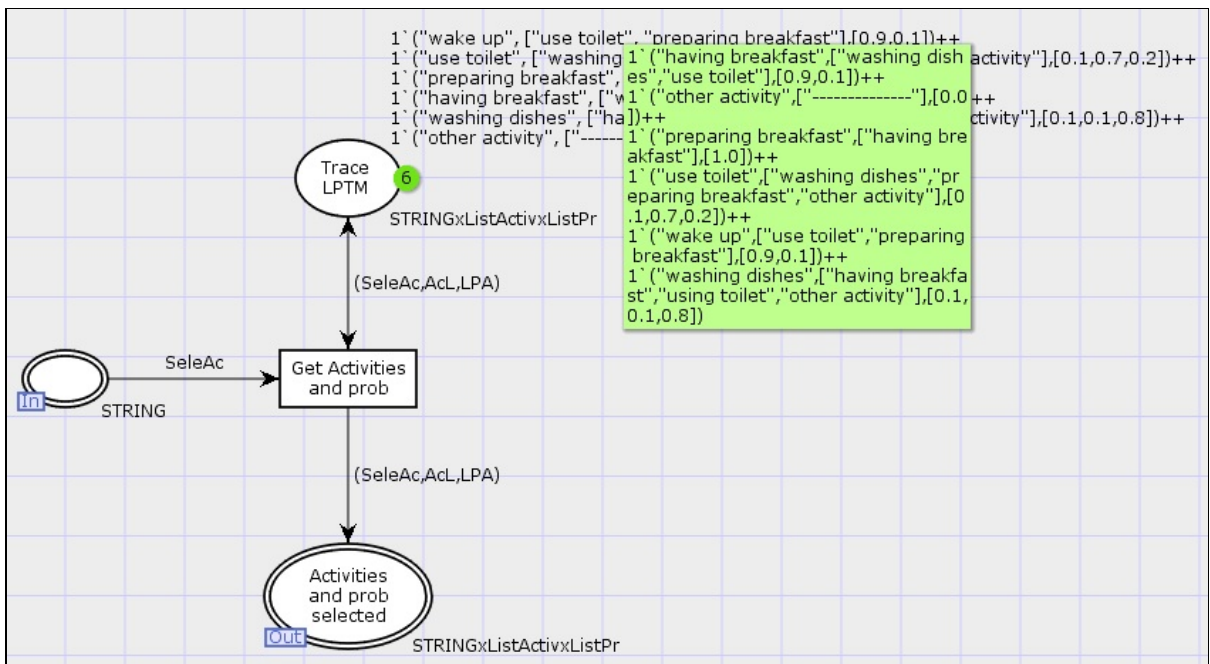 1`("wake up", ["use toilet", "preparing breakfast"],[0.9,0.1])++
1`("use toilet", ["washing activity"],[0.1,0.7,0.2])++
1`("preparing breakfast",
1`("having breakfast", ["w ++
1`("washing dishes", ["ha ctivity"],[0.1,0.1,0.8])++
1`("other activity", ["------
1`("having breakfast",["washing dish
es","use toilet"],[0.9,0.1])++
1`("other activity",["--------------"],[0.0
])++
1`("preparing breakfast",["having bre
akfast"],[1.0])++
1`("use toilet",["washing dishes","pr
eparing breakfast","other activity"],[0
.1,0.7,0.2])++
1`("wake up",["use toilet","preparing
breakfast"],[0.9,0.1])++
1`("washing dishes",["having breakfa
st","using toilet","other activity"],[0.1,
0.1,0.8])
Trace
LPTM
6
STRINGxListActivxListPr
(SeleAc,AcL,LPA)
SeleAc
Get Activities
and prob
In
STRING
(SeleAc,AcL,LPA)
Activities
and prob
selected
Out
STRINGxListActivxListPr